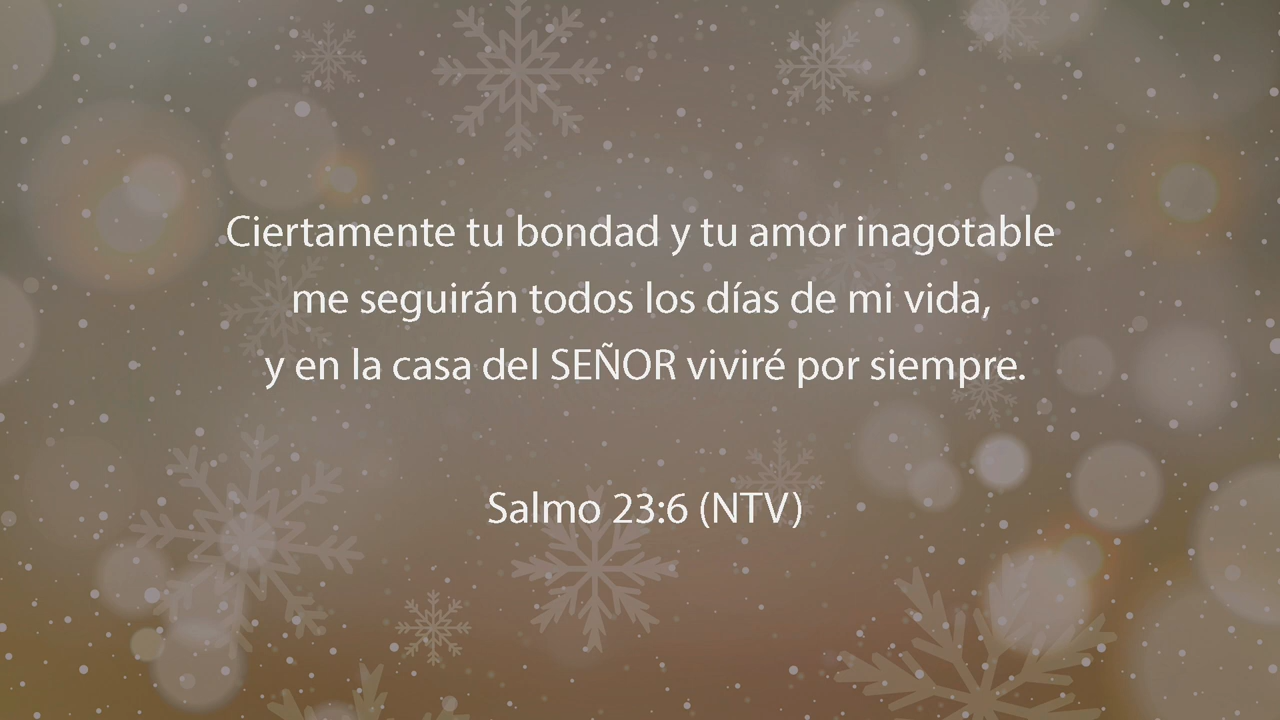 Ciertamente tu bondad y tu amor inagotable
me seguirán todos los días de mi vida,
y en la casa del SEÑOR viviré por siempre.
Salmo 23:6 (NTV)